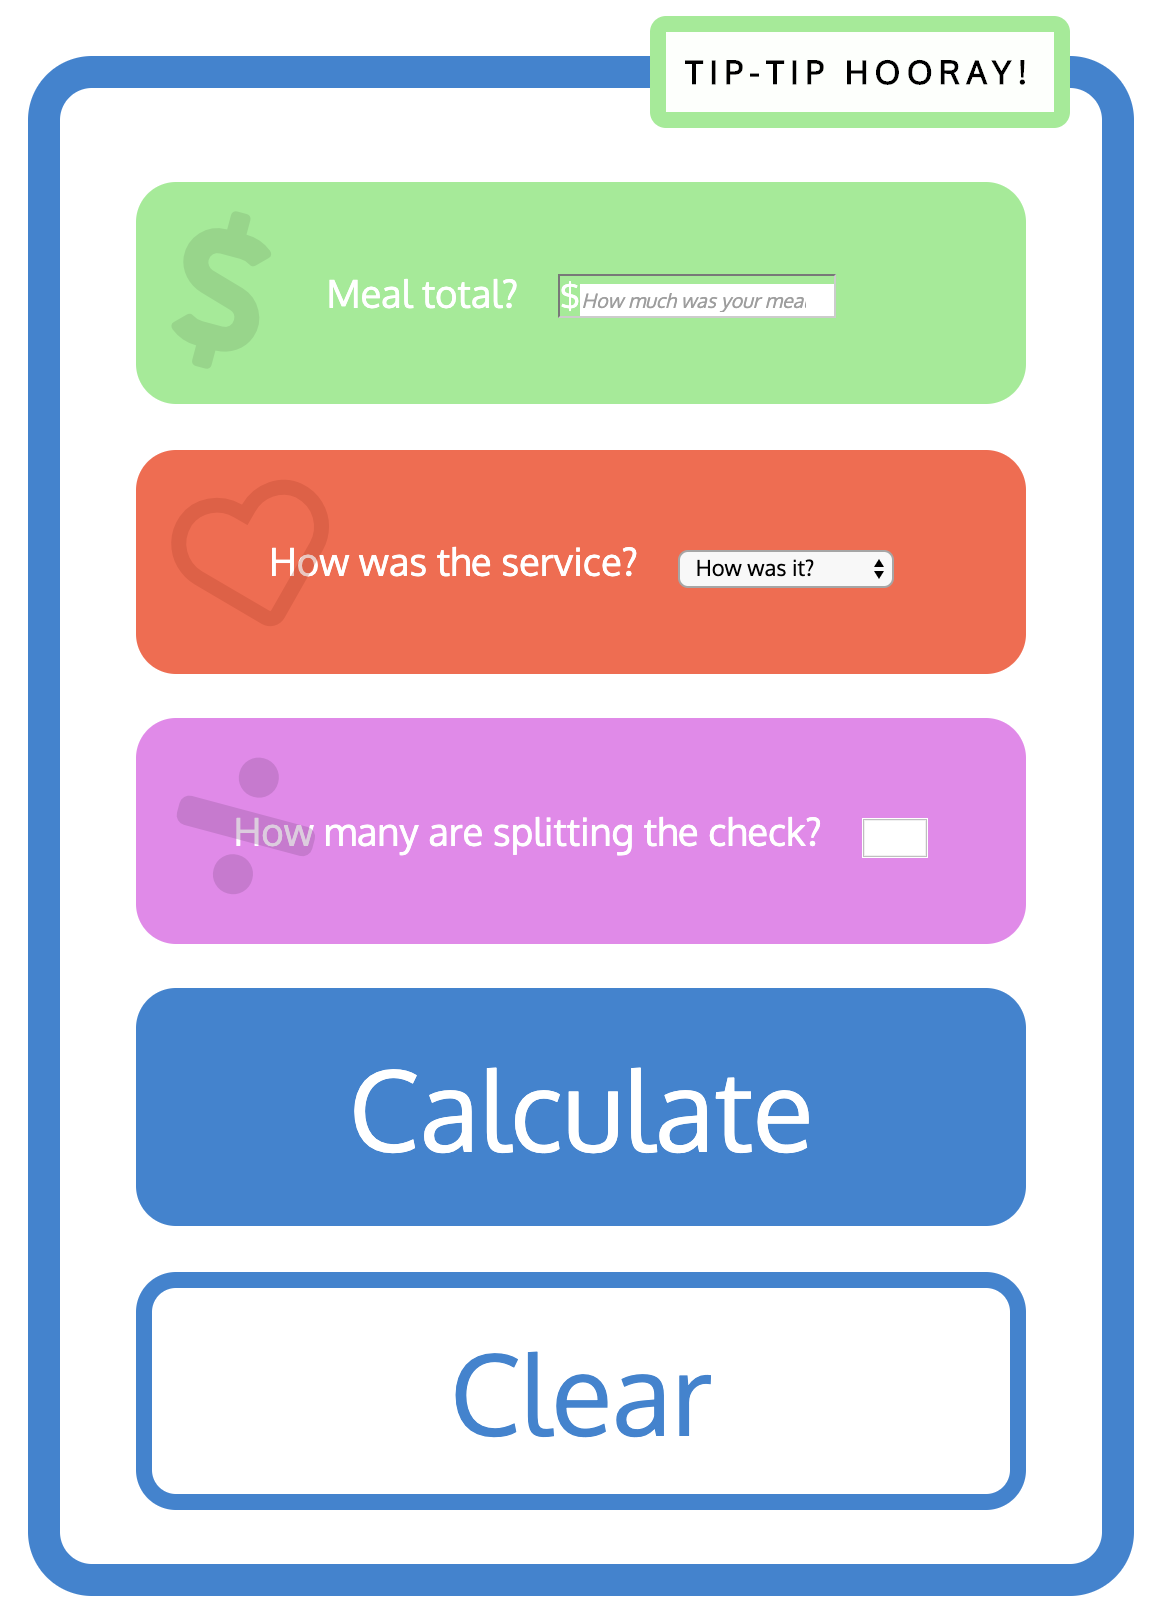 TIP-TIP HOORAY!
Meal total? $ How much was your mea
How was the service? How was it?
How many are splitting the check?
Calculate
Clear